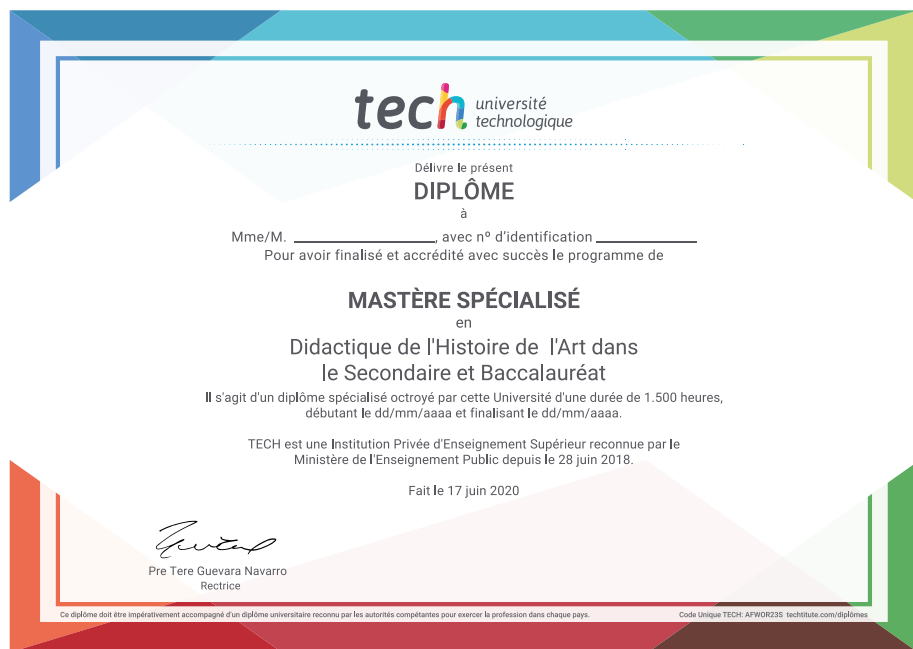 tech université
technologique
Délivre le présent
DIPLÔME
à
Mme/M. ____________, avec nº d'identification ____________
Pour avoir finalisé et accrédité avec succès le programme de
MASTÈRE SPÉCIALISÉ
en
Didactique de l'Histoire de l'Art dans
le Secondaire et Baccalauréat
Il s'agit d'un diplôme spécialisé octroyé par cette Université d'une durée de 1.500 heures,
débutant le dd/mm/aaaa et finalisant le dd/mm/aaaa.
TECH est une Institution Privée d'Enseignement Supérieur reconnue par le
Ministère de l'Enseignement Public depuis le 28 juin 2018.
Fait le 17 juin 2020
Pre Tere Guevara Navarro
Rectrice
Ce diplôme doit être impérativement accompagné d'un diplôme universitaire reconnu par les autorités compétantes pour exercer la profession dans chaque pays.
Code Unique TECH: AFWOR23S techtitute.com/diplômes